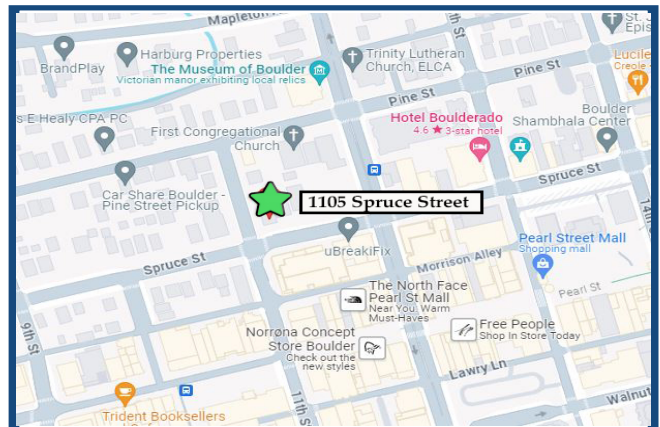 Mapleton
11th St
St. J
Epis
BrandPlay
Harburg Properties
The Museum of Boulder
Victorian manor exhibiting local relics
Trinity Lutheran
Church, ELCA
Pine St
Lucile
Creole
Pine St
s E Healy CPA PC
First Congregational
Church
Hotel Boulderado
4.6 ★ 3-star hotel
Boulder
Shambhala Center
Car Share Boulder -
Pine Street Pickup
1105 Spruce Street
Spruce St
14th
Spruce St
uBreakiFix
Morrison Alley
Pearl Street Mall
Shopping mall
9th St
The North Face
Pearl St Mall
Near You. Warm
Must-Haves
Pearl St
Norrøna Concept
Store Boulder
Check out the
new styles
Free People
Shop In Store Today
Lawry Ln
11th St
Walnut
Trident Booksellers